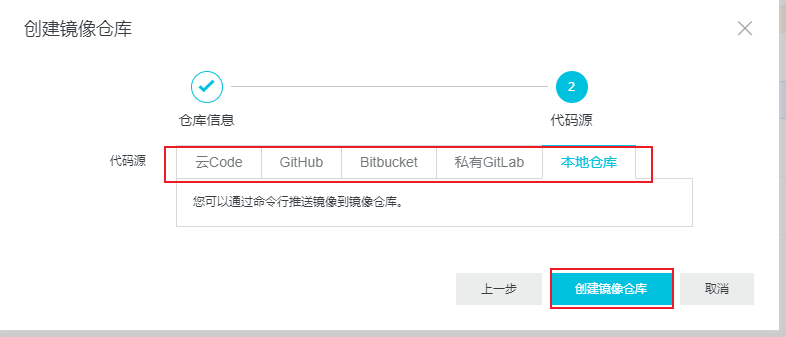 创建镜像仓库
2
仓库信息 代码源
代码源 云Code GitHub Bitbucket 私有GitLab 本地仓库
您可以通过命令行推送镜像到镜像仓库。
上一步 创建镜像仓库 取消